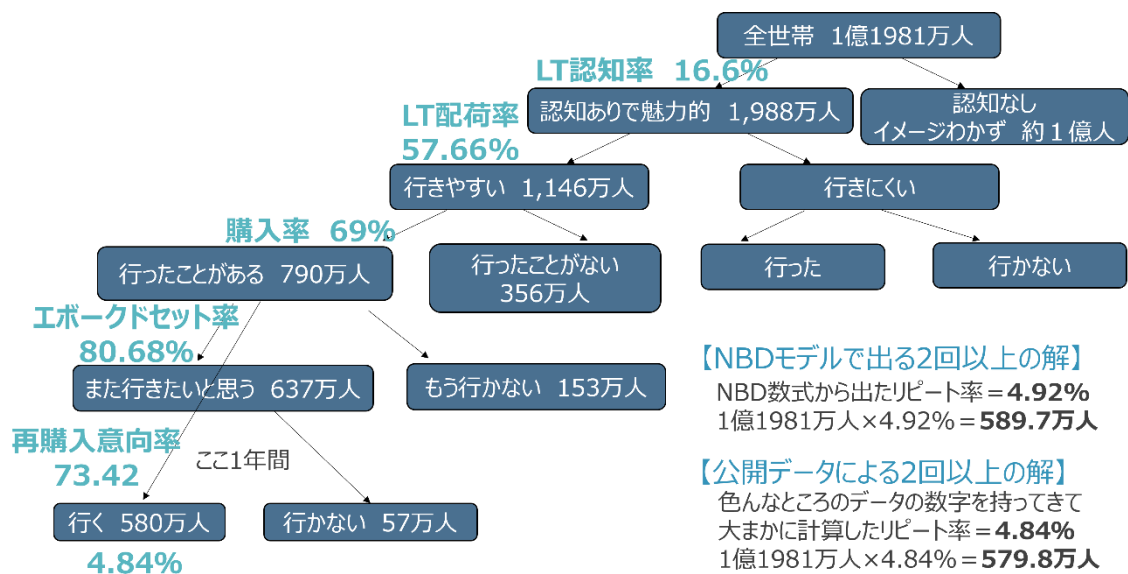 全世帯 1億1981万人
LT認知率 16.6%
認知ありで魅力的 1,988万人
認知なし
イメージわかず 約１億人
LT配荷率
57.66%
行きやすい 1,146万人
行きにくい
購入率 69%
行ったことがある 790万人
行ったことがない
356万人
行った
行かない
エボークドセット率
80.68%
また行きたいと思う 637万人
もう行かない 153万人
【NBDモデルで出る2回以上の解】
NBD数式から出たリピート率＝4.92%
1億1981万人×4.92%＝589.7万人
再購入意向率
73.42
ここ1年間
行く 580万人
行かない 57万人
4.84%
【公開データによる2回以上の解】
色んなところのデータの数字を持ってきて
大まかに計算したリピート率＝4.84%
1億1981万人×4.84%＝579.8万人